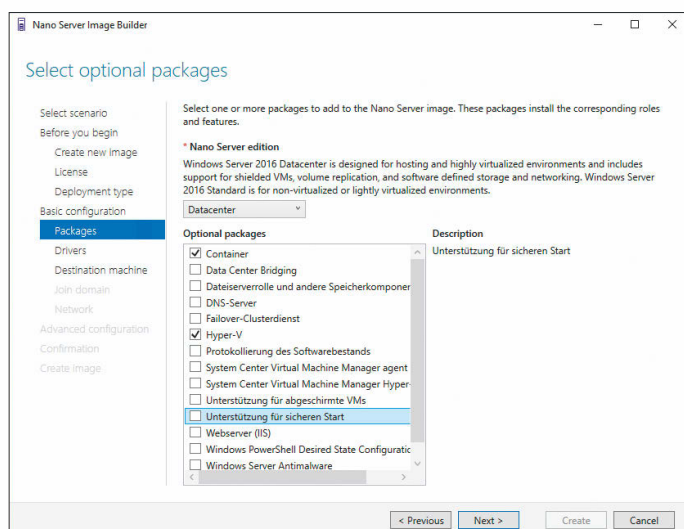 Nano Server Image Builder
Select optional packages
Select scenario
Before you begin
Create new image
License
Deployment type
Basic configuration
Packages
Drivers
Destination machine
Join domain
Network
Advanced configuration
Confirmation
Create image
Select one or more packages to add to the Nano Server image. These packages install the corresponding roles
and features.
* Nano Server edition
Windows Server 2016 Datacenter is designed for hosting and highly virtualized environments and includes
support for shielded VMs, volume replication, and software defined storage and networking. Windows Server
2016 Standard is for non-virtualized or lightly virtualized environments.
Datacenter
Optional packages
Container
Data Center Bridging
Dateiserverrolle und andere Speicherkomponen
DNS-Server
Failover-Clusterdienst
Hyper-V
Protokollierung des Softwarebestands
System Center Virtual Machine Manager agent
System Center Virtual Machine Manager Hyper-
Unterstützung für abgeschirmte VMs
Unterstützung für sicheren Start
Webserver (IIS)
Windows PowerShell Desired State Configuratic
Windows Server Antimalware
Description
Unterstützung für sicheren Start
< Previous
Next >
Create
Cancel